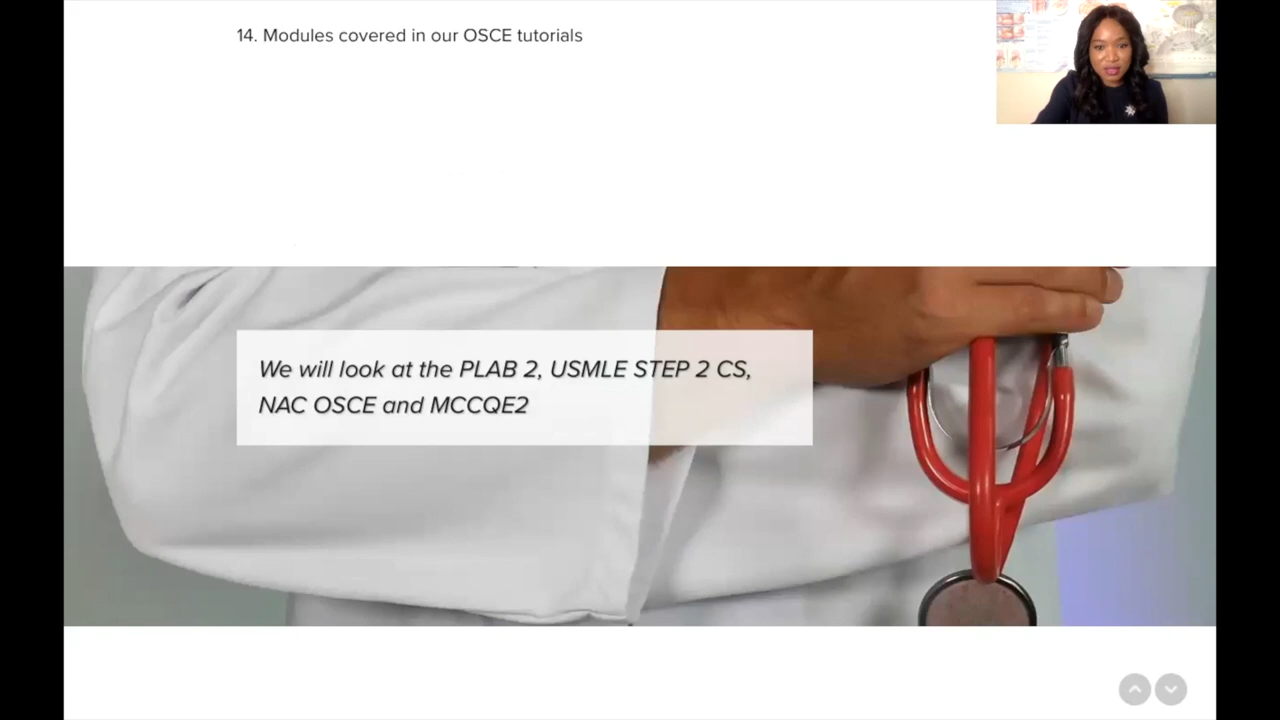 14. Modules covered in our OSCE tutorials
We will look at the PLAB 2, USMLE STEP 2 CS,
NAC OSCE and MCCQE2